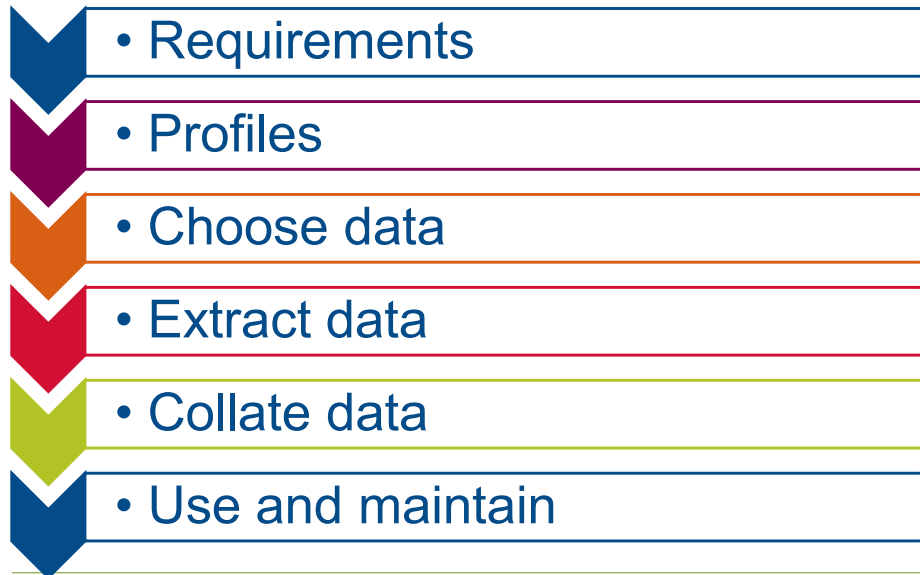 • Requirements
• Profiles
• Choose data
• Extract data
• Collate data
• Use and maintain